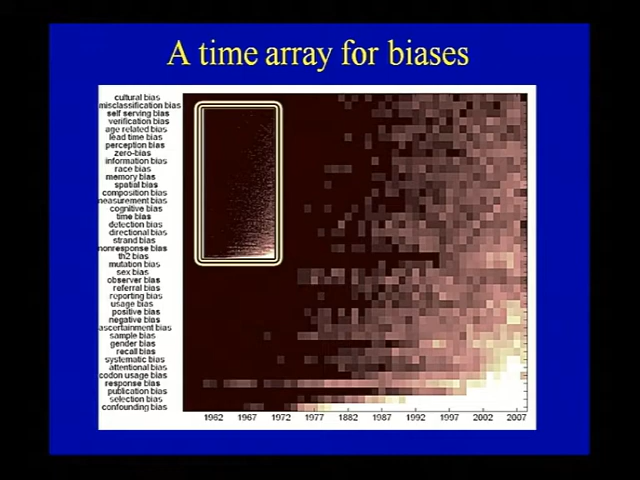 A time array for biases
cultural bias
misclassification bias
self serving bias
verification bias
age related bias
lead time bias
perception bias
zero-bias
information bias
race bias
memory bias
spatial bias
composition bias
measurement bias
cognitive bias
time bias
detection bias
directional bias
strand bias
nonresponse bias
th2 bias
mutation bias
sex bias
observer bias
referral bias
reporting bias
usage bias
positive bias
negative bias
ascertainment bias
sample bias
gender bias
recall bias
systematic bias
attentional bias
codon usage bias
response bias
publication bias
selection bias
confounding bias
1962 1967 1972 1977 1882 1987 1992 1997 2002 2007